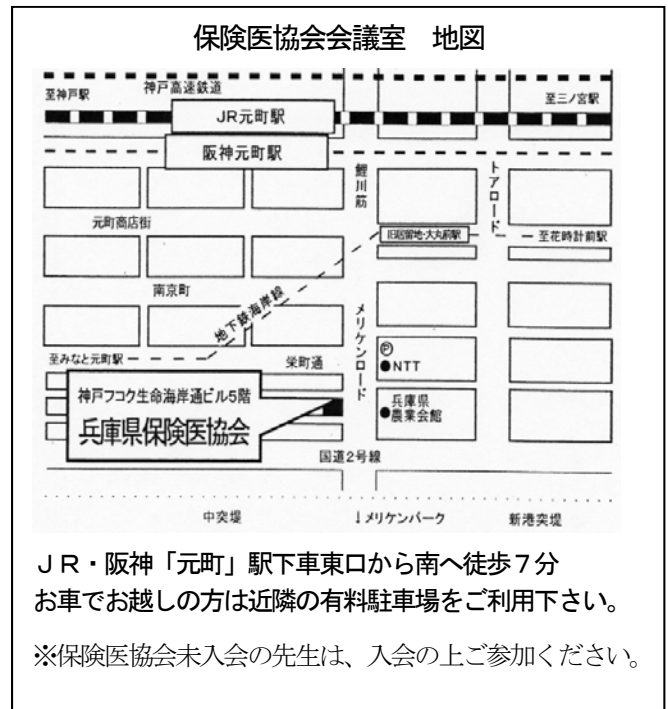 保険医協会会議室　地図
至神戸駅
神戸高速鉄道
至三ノ宮駅
JR元町駅
阪神元町駅
鯉川筋
トアロード
元町商店街
旧居留地・大丸前駅
至花時計前駅
南京町
地下鉄海岸線
メリケンロード
至みなと元町駅
栄町通
Ⓟ
●NTT
神戸フコク生命海岸通ビル5階
兵庫県保険医協会
兵庫県
●農業会館
国道2号線
中突堤
↓メリケンパーク
新港突堤
ＪＲ・阪神「元町」駅下車東口から南へ徒歩７分
お車でお越しの方は近隣の有料駐車場をご利用下さい。
※保険医協会未入会の先生は、入会の上ご参加ください。